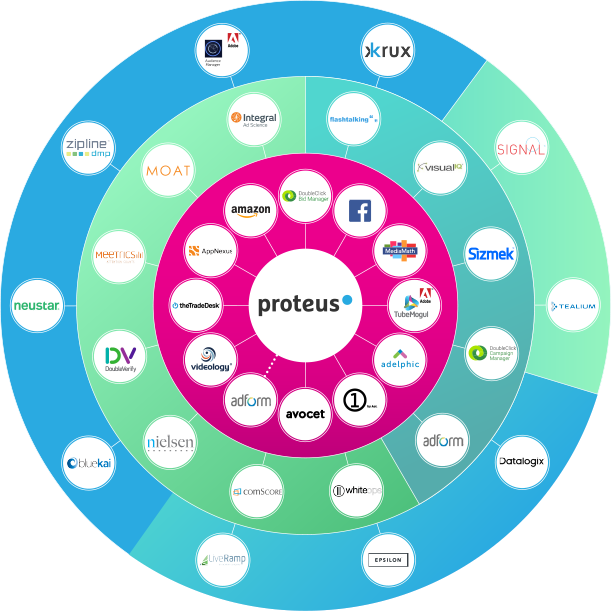 Audience
Manager
Adobe
krux
zipline
dmp
Integral
Ad Science
flashtalking
MOAT
visualIQ
SIGNAL
DoubleClick
Bid Manager
amazon
AppNexus
MediaMath
MEETRICS
Sizmek
neustar
theTradeDesk
proteus
Adobe
TubeMogul
TEALIUM
DV
DoubleVerify
videology
adelphic
DoubleClick
Campaign
Manager
adform
avocet
1
by AOL
nielsen
adform
bluekai
Datalogix
comScore
whiteops
LiveRamp
EPSILON